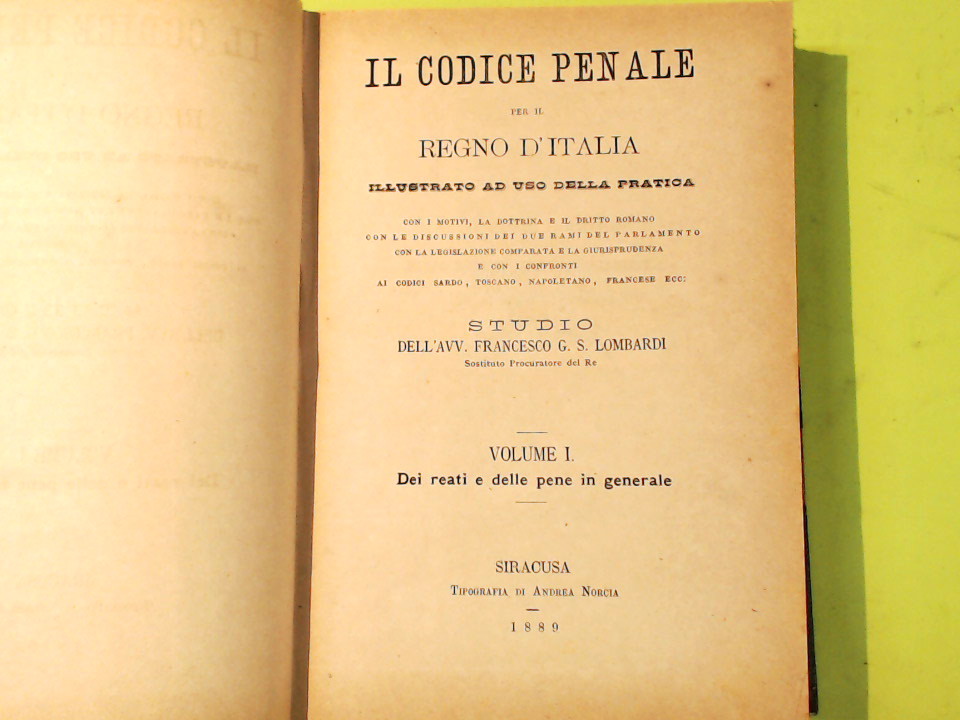 IL CODICE PENALE
PER IL
REGNO D'ITALIA
ILLUSTRATO AD USO DELLA PRATICA
CON I MOTIVI, LA DOTTRINA E IL DRITTO ROMANO
CON LE DISCUSSIONI DEI DUE RAMI DEL PARLAMENTO
CON LA LEGISLAZIONE COMPARATA E LA GIURISPRUDENZA
E CON I CONFRONTI
AI CODICI SARDO, TOSCANO, NAPOLETANO, FRANCESE ECC:
STUDIO
DELL'AVV. FRANCESCO G. S. LOMBARDI
Sostituto Procuratore del Re
VOLUME I.
Dei reati e delle pene in generale
SIRACUSA
TIPOGRAFIA DI ANDREA NORCIA
1889